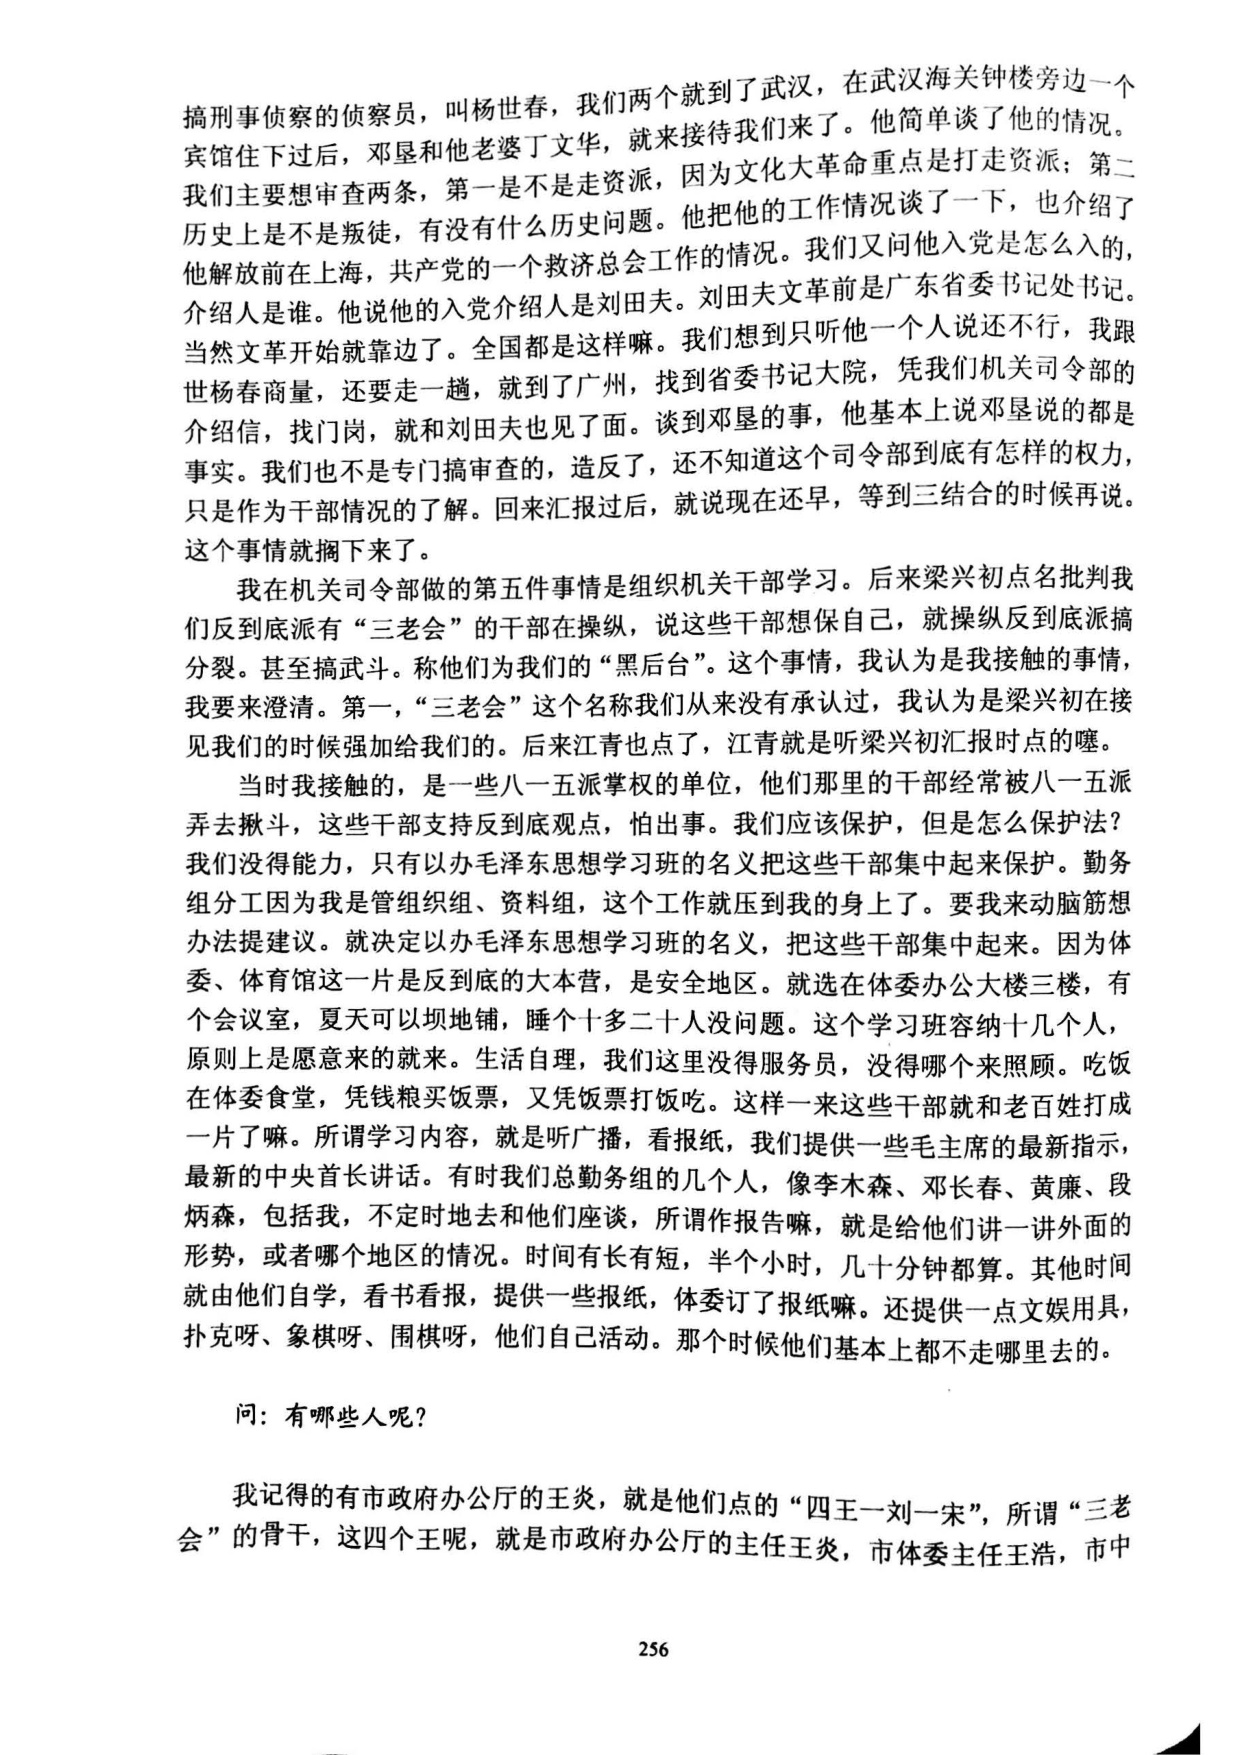 搞刑事侦察的侦察员，叫杨世春，我们两个就到了武汉，在武汉海关钟楼旁边一个
宾馆住下过后，邓垦和他老婆丁文华，就来接待我们来了。他简单谈了他的情况。
我们主要想审查两条，第一是不是走资派，因为文化大革命重点是打走资派；第二
历史上是不是叛徒，有没有什么历史问题。他把他的工作情况谈了一下，也介绍了
他解放前在上海，共产党的一个救济总会工作的情况。我们又问他入党是怎么入的，
介绍人是谁。他说他的入党介绍人是刘田夫。刘田夫文革前是广东省委书记处书记。
当然文革开始就靠边了。全国都是这样嘛。我们想到只听他一个人说还不行，我跟
世杨春商量，还要走一趟，就到了广州，找到省委书记大院，凭我们机关司令部的
介绍信，找门岗，就和刘田夫也见了面。谈到邓垦的事，他基本上说邓垦说的都是
事实。我们也不是专门搞审查的，造反了，还不知道这个司令部到底有怎样的权力，
只是作为干部情况的了解。回来汇报过后，就说现在还早，等到三结合的时候再说。
这个事情就搁下来了。
我在机关司令部做的第五件事情是组织机关干部学习。后来梁兴初点名批判我
们反到底派有“三老会”的干部在操纵，说这些干部想保自己，就操纵反到底派搞
分裂。甚至搞武斗。称他们为我们的“黑后台”。这个事情，我认为是我接触的事情，
我要来澄清。第一，“三老会”这个名称我们从来没有承认过，我认为是梁兴初在接
见我们的时候强加给我们的。后来江青也点了，江青就是听梁兴初汇报时点的噻。
当时我接触的，是一些八一五派掌权的单位，他们那里的干部经常被八一五派
弄去揪斗，这些干部支持反到底观点，怕出事。我们应该保护，但是怎么保护法？
我们没得能力，只有以办毛泽东思想学习班的名义把这些干部集中起来保护。勤务
组分工因为我是管组织组、资料组，这个工作就压到我的身上了。要我来动脑筋想
办法提建议。就决定以办毛泽东思想学习班的名义，把这些干部集中起来。因为体
委、体育馆这一片是反到底的大本营，是安全地区。就选在体委办公大楼三楼，有
个会议室，夏天可以坝地铺，睡个十多二十人没问题。这个学习班容纳十几个人，
原则上是愿意来的就来。生活自理，我们这里没得服务员，没得哪个来照顾。吃饭
在体委食堂，凭钱粮买饭票，又凭饭票打饭吃。这样一来这些干部就和老百姓打成
一片了嘛。所谓学习内容，就是听广播，看报纸，我们提供一些毛主席的最新指示，
最新的中央首长讲话。有时我们总勤务组的几个人，像李木森、邓长春、黄廉、段
炳森，包括我，不定时地去和他们座谈，所谓作报告嘛，就是给他们讲一讲外面的
形势，或者哪个地区的情况。时间有长有短，半个小时，几十分钟都算。其他时间
就由他们自学，看书看报，提供一些报纸，体委订了报纸嘛。还提供一点文娱用具，
扑克呀、象棋呀、围棋呀，他们自己活动。那个时候他们基本上都不走哪里去的。
问：有哪些人呢？
我记得的有市政府办公厅的王炎，就是他们点的“四王一刘一宋”，所谓“三老
会”的骨干，这四个王呢，就是市政府办公厅的主任王炎，市体委主任王浩，市中
256